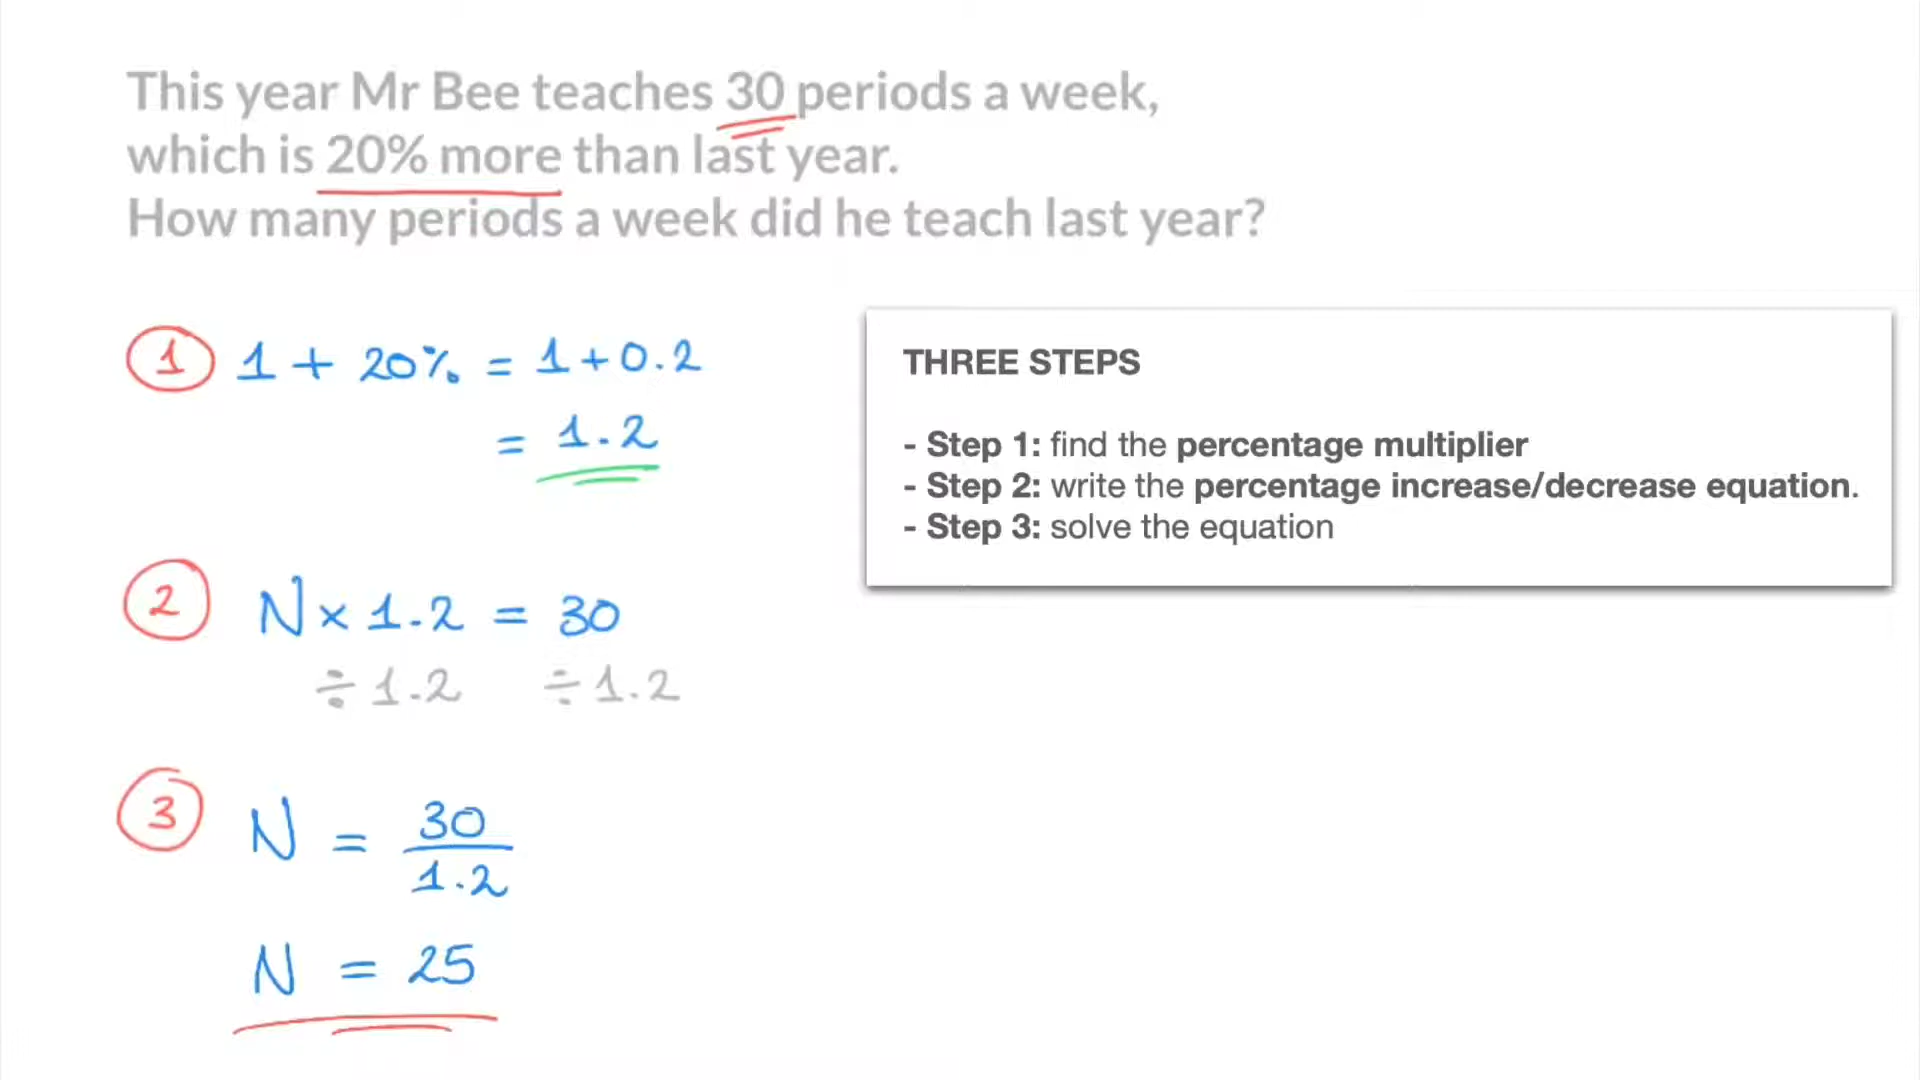 This year Mr Bee teaches 30 periods a week,
which is 20% more than last year.
How many periods a week did he teach last year?
1 1 + 20% = 1 + 0.2
= 1.2
THREE STEPS
- Step 1: find the percentage multiplier
- Step 2: write the percentage increase/decrease equation.
- Step 3: solve the equation
2 N × 1.2 = 30
÷ 1.2 ÷ 1.2
3 N = 30/1.2
N = 25